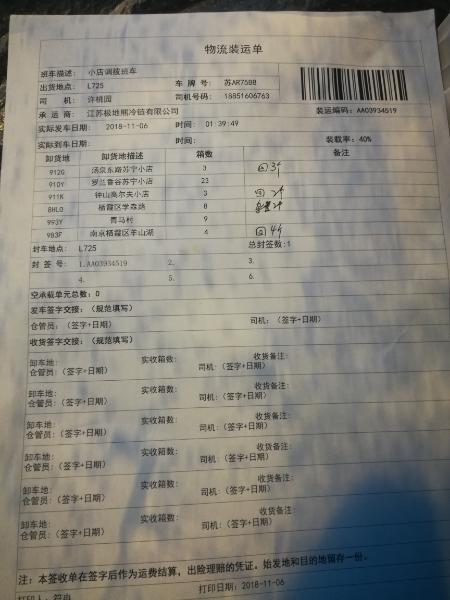 物流装运单
班车描述: 小店调拨班车
出货地点: L725 车 牌 号: 苏AR75BB
司 机: 许桃园 司机号码: 18851606763
承 运 商: 江苏极地熊冷链有限公司 装运编码: AA03934519
实际发车日期: 2018-11-06 时间: 01:39:49
实际到车日期: 时间: 装载率: 40%
卸货地 卸货地描述 箱数 备注
912G 汤泉东路苏宁小店 3 回3个
910Y 罗兰香谷苏宁小店 23
911K 钟山高尔夫小店 3 回2个
8HLO 栖霞区学森路 8
993Y 青马村 9
983F 南京栖霞区羊山湖 4 回4个
封车地点: L725 总封签数:1
封 签 号: 1.AA03934519 2. 3.
4. 5. 6.
空承载单元总数: 0
发车签字交接:（规范填写）
仓管员:（签字+日期） 司机:（签字+日期）
收货签字交接:（规范填写）
卸车地: 实收箱数: 收货备注:
仓管员:（签字+日期） 司机:（签字+日期）
卸车地: 实收箱数: 收货备注:
仓管员:（签字+日期） 司机:（签字+日期）
卸车地: 实收箱数: 收货备注:
仓管员:（签字+日期） 司机:（签字+日期）
卸车地: 实收箱数: 收货备注:
仓管员:（签字+日期） 司机:（签字+日期）
卸车地: 实收箱数: 收货备注:
仓管员:（签字+日期） 司机:（签字+日期）
卸车地: 实收箱数: 收货备注:
仓管员:（签字+日期） 司机:（签字+日期）
注: 本签收单在签字后作为运费结算，出险理赔的凭证。始发地和目的地留存一份。
打印人: 符冉 打印日期: 2018-11-06